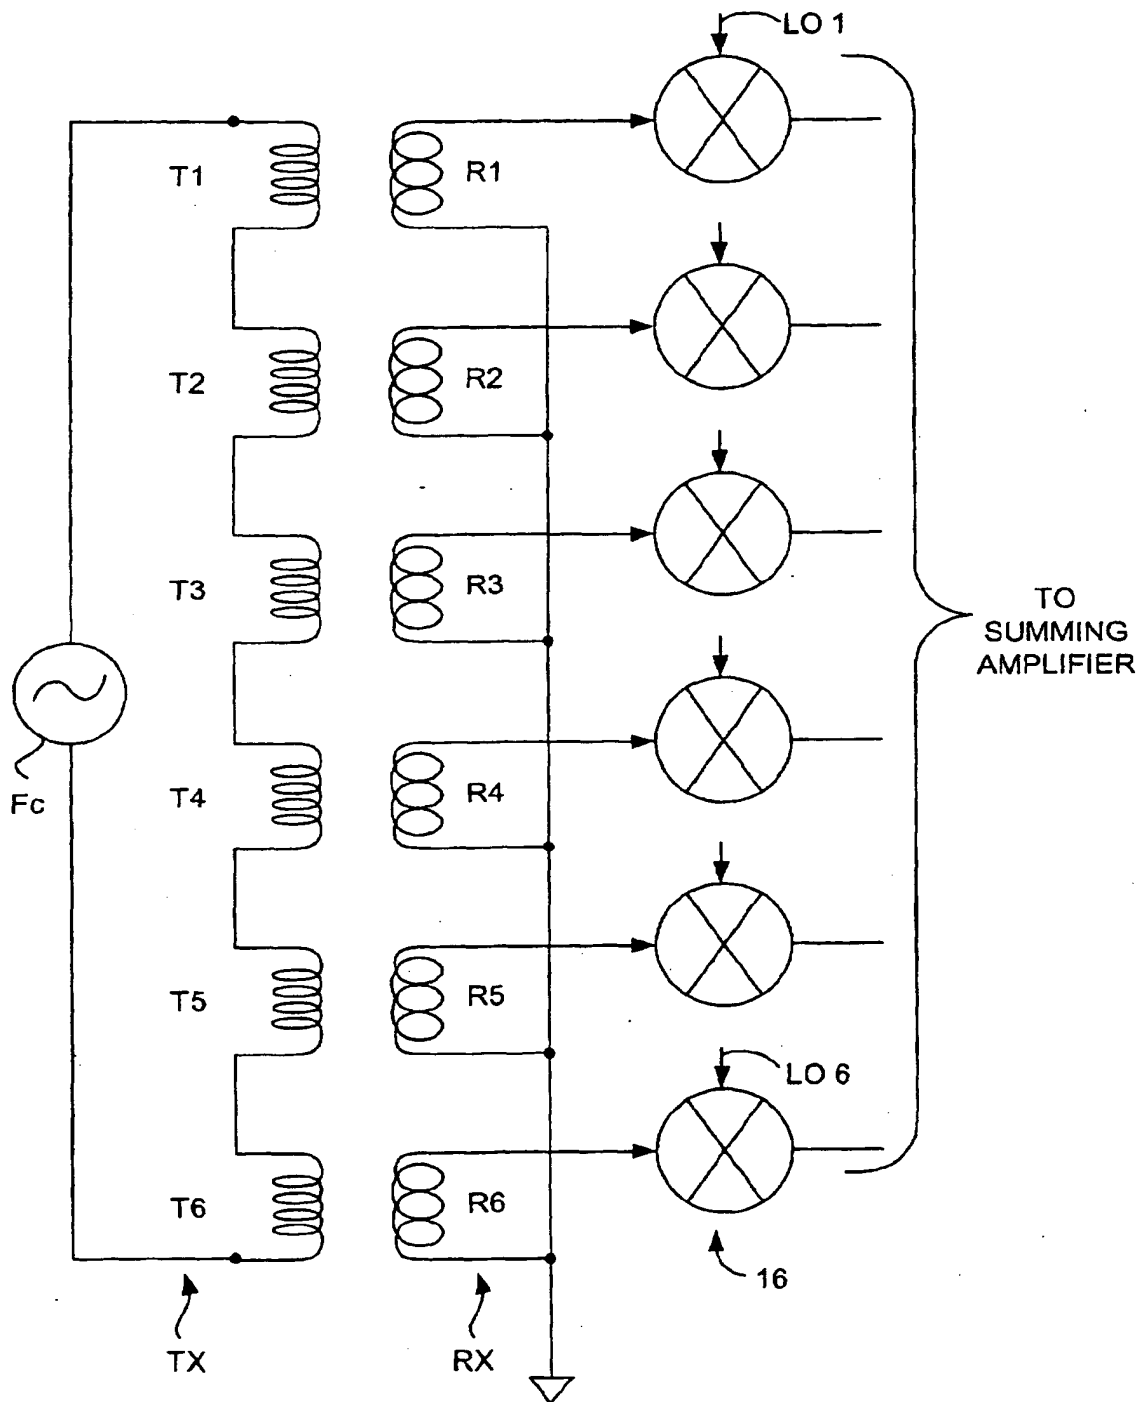 LO 1
T1
R1
T2
R2
T3
R3
TO
SUMMING
AMPLIFIER
Fc
T4
R4
T5
R5
LO 6
T6
R6
16
TX
RX